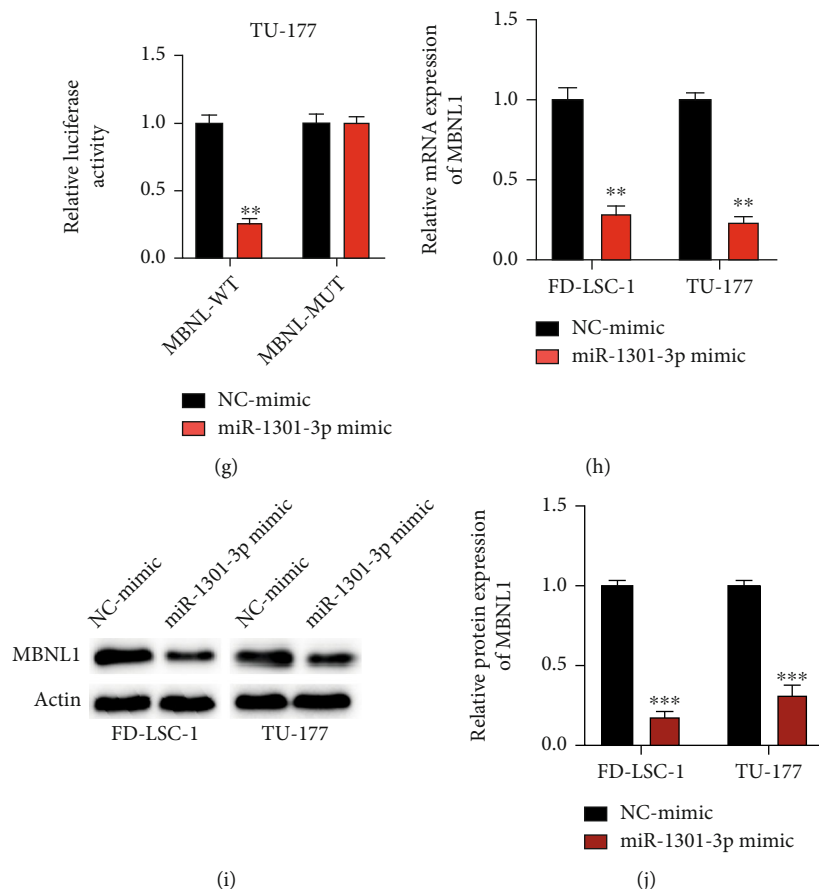 TU-177
Relative luciferase
activity
1.5
1.0
0.5
0.0
**
MBNL-WT
MBNL-MUT
NC-mimic
miR-1301-3p mimic
(g)
Relative mRNA expression
of MBNL1
1.5
1.0
0.5
0.0
**
**
FD-LSC-1
TU-177
NC-mimic
miR-1301-3p mimic
(h)
NC-mimic
miR-1301-3p mimic
NC-mimic
miR-1301-3p mimic
MBNL1
Actin
FD-LSC-1
TU-177
(i)
Relative protein expression
of MBNL1
1.5
1.0
0.5
0.0
***
***
FD-LSC-1
TU-177
NC-mimic
miR-1301-3p mimic
(j)